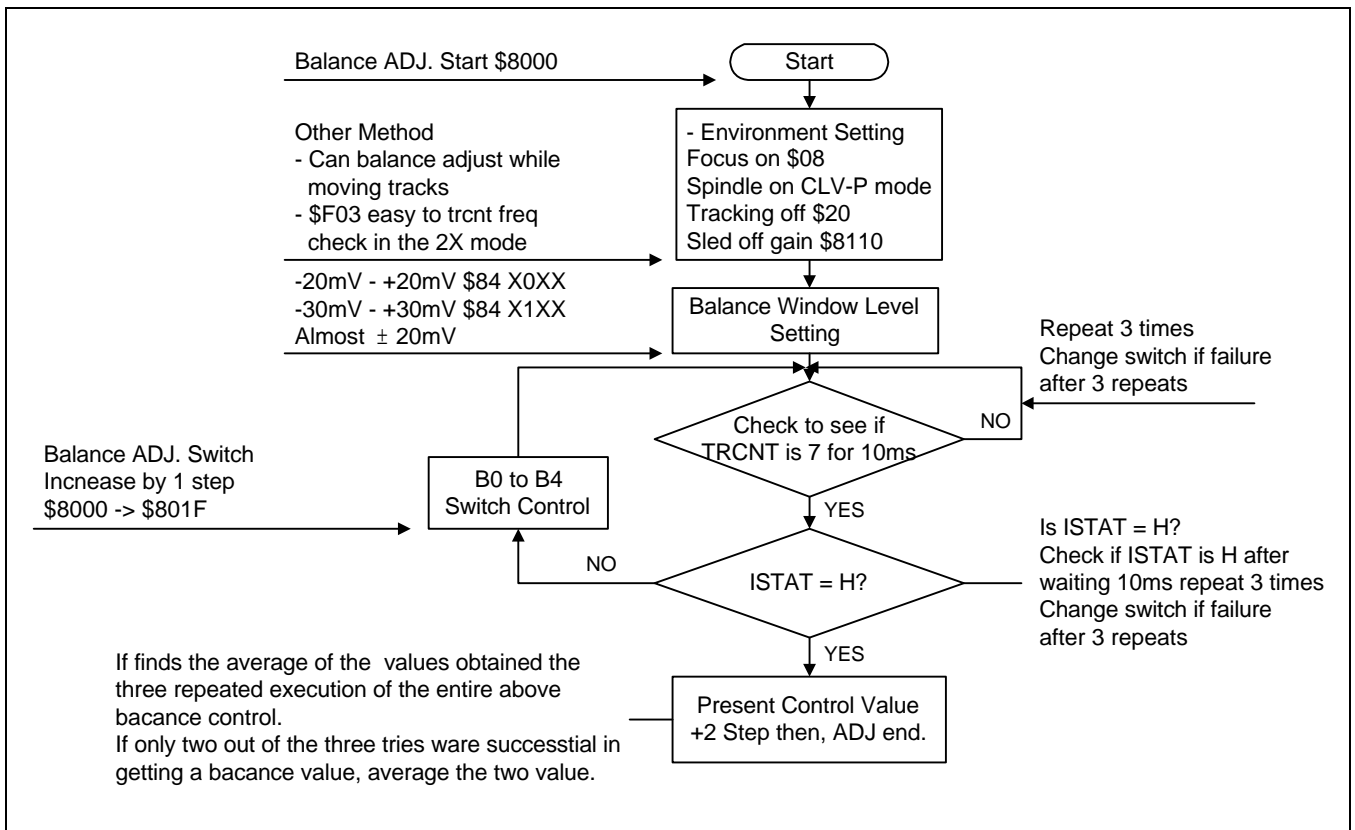 Balance ADJ. Start $8000
Start
Other Method
- Can balance adjust while
moving tracks
- $F03 easy to trcnt freq
check in the 2X mode
- Environment Setting
Focus on $08
Spindle on CLV-P mode
Tracking off $20
Sled off gain $8110
-20mV - +20mV $84 X0XX
-30mV - +30mV $84 X1XX
Almost ± 20mV
Balance Window Level
Setting
Repeat 3 times
Change switch if failure
after 3 repeats
Check to see if
TRCNT is 7 for 10ms
NO
YES
Balance ADJ. Switch
Incnease by 1 step
$8000 -> $801F
B0 to B4
Switch Control
NO
ISTAT = H?
Is ISTAT = H?
Check if ISTAT is H after
waiting 10ms repeat 3 times
Change switch if failure
after 3 repeats
YES
If finds the average of the values obtained the
three repeated execution of the entire above
bacance control.
If only two out of the three tries ware successtial in
getting a bacance value, average the two value.
Present Control Value
+2 Step then, ADJ end.